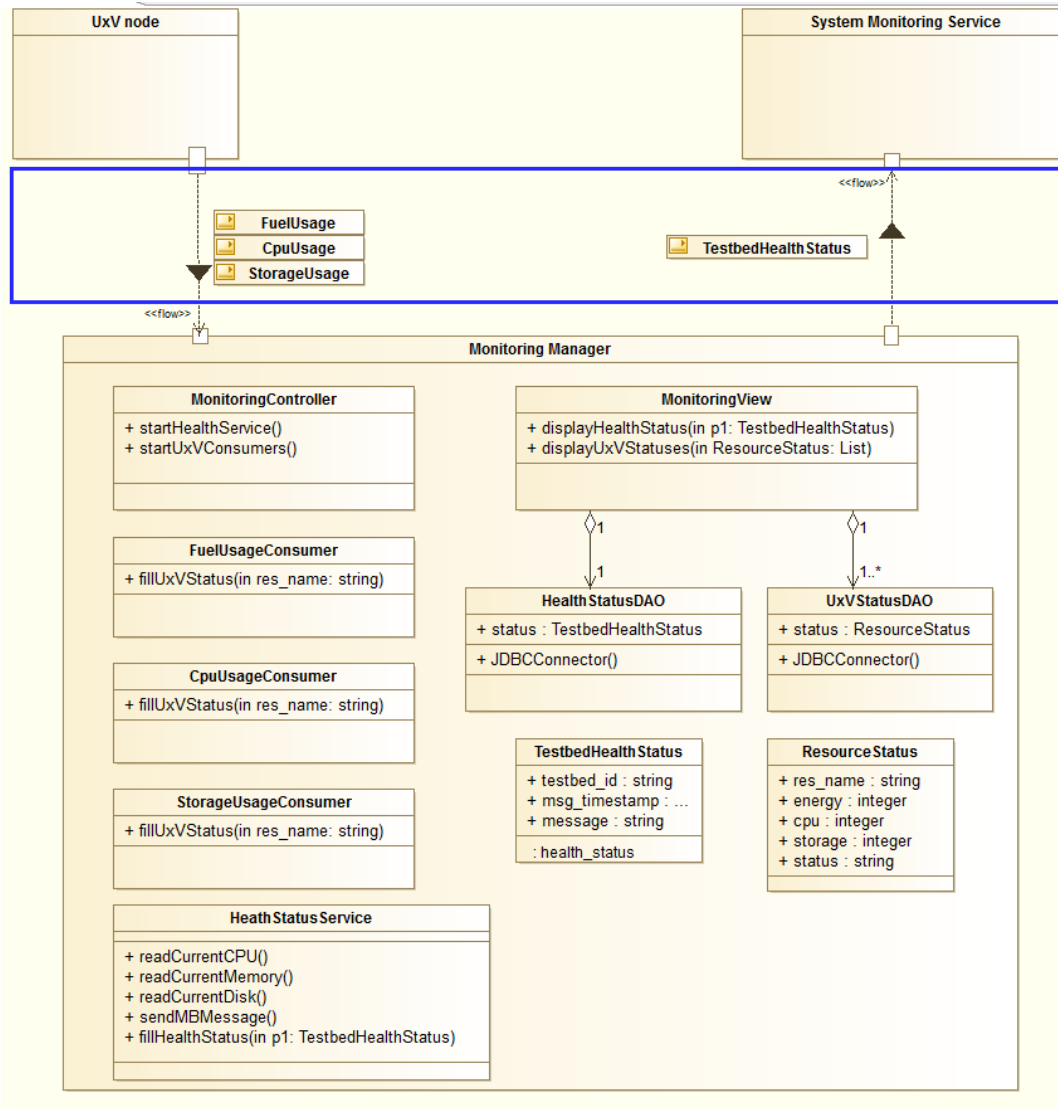 UxV node
System Monitoring Service
<<flow>>
FuelUsage
CpuUsage
StorageUsage
TestbedHealthStatus
<<flow>>
Monitoring Manager
MonitoringController
+ startHealthService()
+ startUxVConsumers()
MonitoringView
+ displayHealthStatus(in p1: TestbedHealthStatus)
+ displayUxVStatuses(in ResourceStatus: List)
1
1
1
1..*
FuelUsageConsumer
+ fillUxVStatus(in res_name: string)
HealthStatusDAO
+ status : TestbedHealthStatus
+ JDBCConnector()
UxVStatusDAO
+ status : ResourceStatus
+ JDBCConnector()
CpuUsageConsumer
+ fillUxVStatus(in res_name: string)
TestbedHealthStatus
+ testbed_id : string
+ msg_timestamp : ...
+ message : string
: health_status
ResourceStatus
+ res_name : string
+ energy : integer
+ cpu : integer
+ storage : integer
+ status : string
StorageUsageConsumer
+ fillUxVStatus(in res_name: string)
HeathStatusService
+ readCurrentCPU()
+ readCurrentMemory()
+ readCurrentDisk()
+ sendMBMessage()
+ fillHealthStatus(in p1: TestbedHealthStatus)